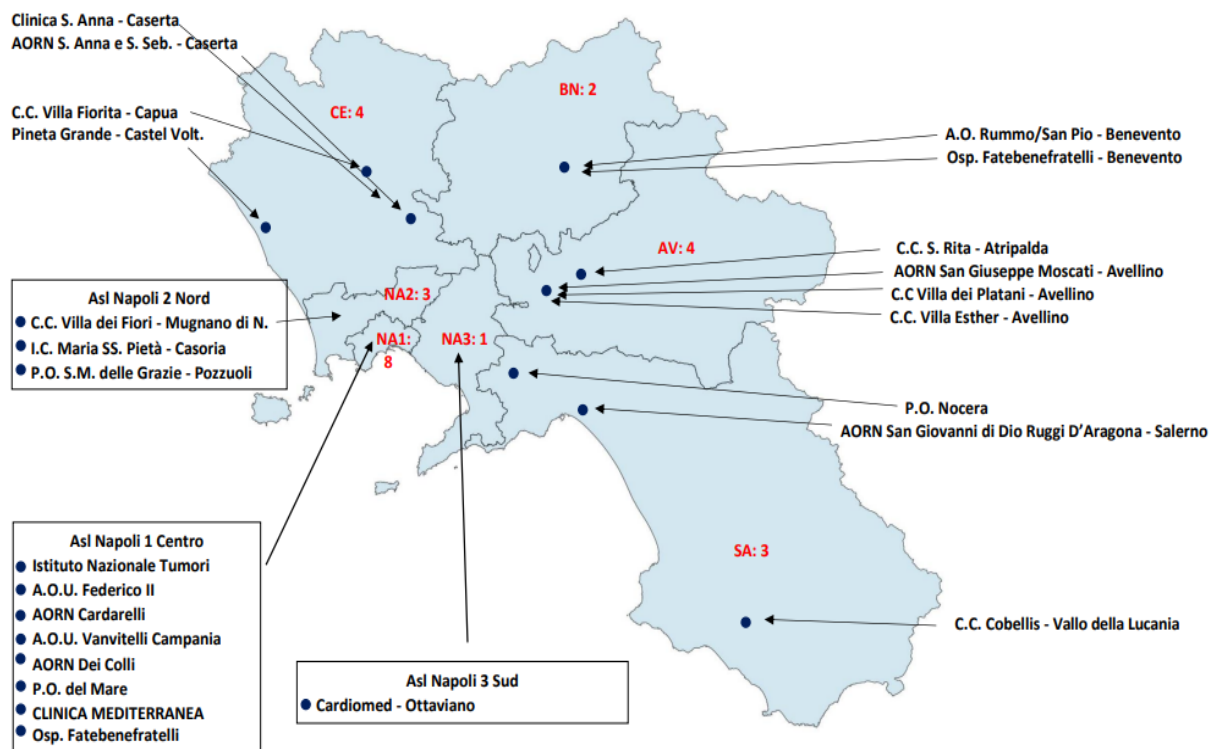 Clinica S. Anna - Caserta
AORN S. Anna e S. Seb. - Caserta
C.C. Villa Fiorita - Capua
Pineta Grande - Castel Volt.
CE: 4
BN: 2
A.O. Rummo/San Pio - Benevento
Osp. Fatebenefratelli - Benevento
AV: 4
C.C. S. Rita - Atripalda
AORN San Giuseppe Moscati - Avellino
C.C Villa dei Platani - Avellino
C.C. Villa Esther - Avellino
Asl Napoli 2 Nord
C.C. Villa dei Fiori - Mugnano di N.
I.C. Maria SS. Pietà - Casoria
P.O. S.M. delle Grazie - Pozzuoli
NA2: 3
NA1:
8
NA3: 1
P.O. Nocera
AORN San Giovanni di Dio Ruggi D’Aragona - Salerno
SA: 3
C.C. Cobellis - Vallo della Lucania
Asl Napoli 1 Centro
Istituto Nazionale Tumori
A.O.U. Federico II
AORN Cardarelli
A.O.U. Vanvitelli Campania
AORN Dei Colli
P.O. del Mare
CLINICA MEDITERRANEA
Osp. Fatebenefratelli
Asl Napoli 3 Sud
Cardiomed - Ottaviano